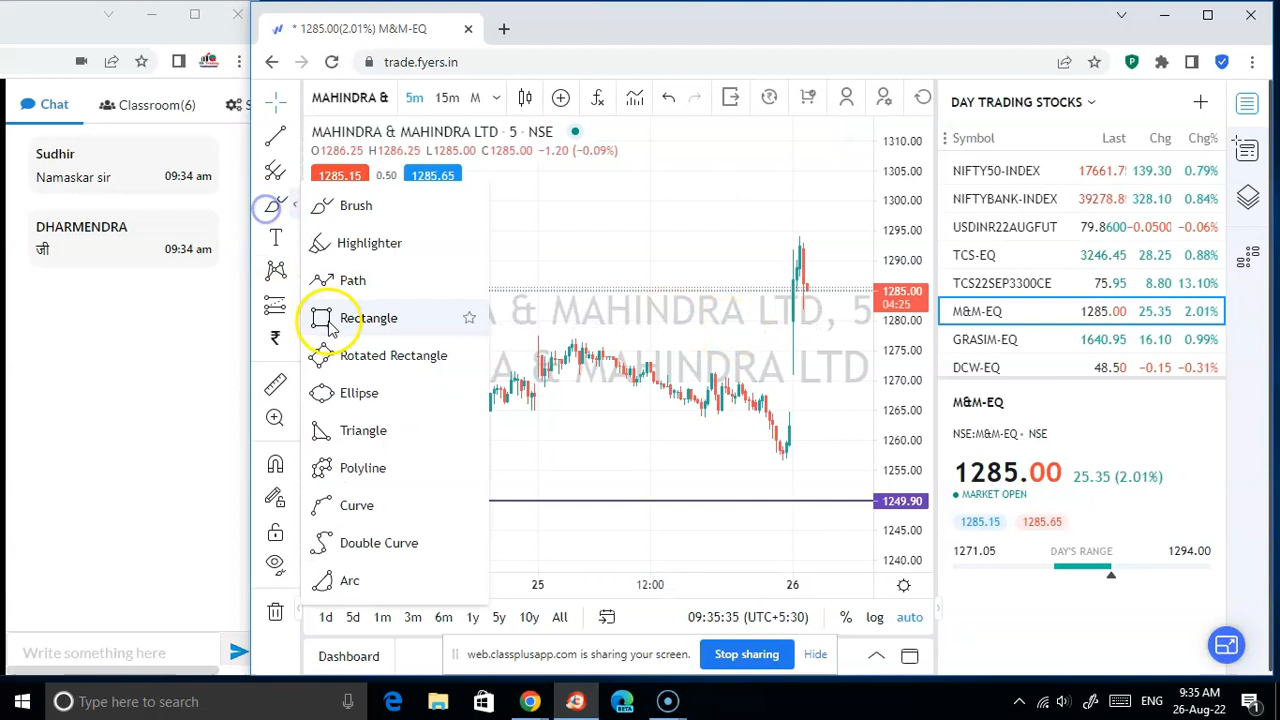 * 1285.00(2.01%) M&M-EQ
trade.fyers.in
Chat
Classroom(6)
S
Sudhir
Namaskar sir
09:34 am
DHARMENDRA
जी
09:34 am
Write something here
MAHINDRA &
5m
15m
M
MAHINDRA & MAHINDRA LTD · 5 · NSE
O1286.25 H1286.25 L1285.00 C1285.00 −1.20 (−0.09%)
1285.15
0.50
1285.65
Brush
Highlighter
Path
Rectangle
Rotated Rectangle
Ellipse
Triangle
Polyline
Curve
Double Curve
Arc
& MAHINDRA LTD, 5
& MAHINDRA LTD
1310.00
1305.00
1300.00
1295.00
1290.00
1285.00
04:25
1280.00
1275.00
1270.00
1265.00
1260.00
1255.00
1249.90
1245.00
1240.00
25
12:00
26
1d
5d
1m
3m
6m
1y
5y
10y
All
09:35:35 (UTC+5:30)
%
log
auto
Dashboard
web.classplusapp.com is sharing your screen.
Stop sharing
Hide
DAY TRADING STOCKS
Symbol Last Chg Chg%
NIFTY50-INDEX 17661.7 139.30 0.79%
NIFTYBANK-INDEX 39278.8 328.10 0.84%
USDINR22AUGFUT 79.8600 -0.0500 -0.06%
TCS-EQ 3246.45 28.25 0.88%
TCS22SEP3300CE 75.95 8.80 13.10%
M&M-EQ 1285.00 25.35 2.01%
GRASIM-EQ 1640.95 16.10 0.99%
DCW-EQ 48.50 -0.15 -0.31%
M&M-EQ
NSE:M&M-EQ • NSE
1285.00 25.35 (2.01%)
MARKET OPEN
1285.15
1285.65
1271.05
DAY'S RANGE
1294.00
Type here to search
ENG
9:35 AM
26-Aug-22